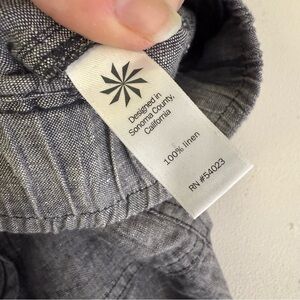 Designed in
Sonoma County,
California
100% linen
RN #54023